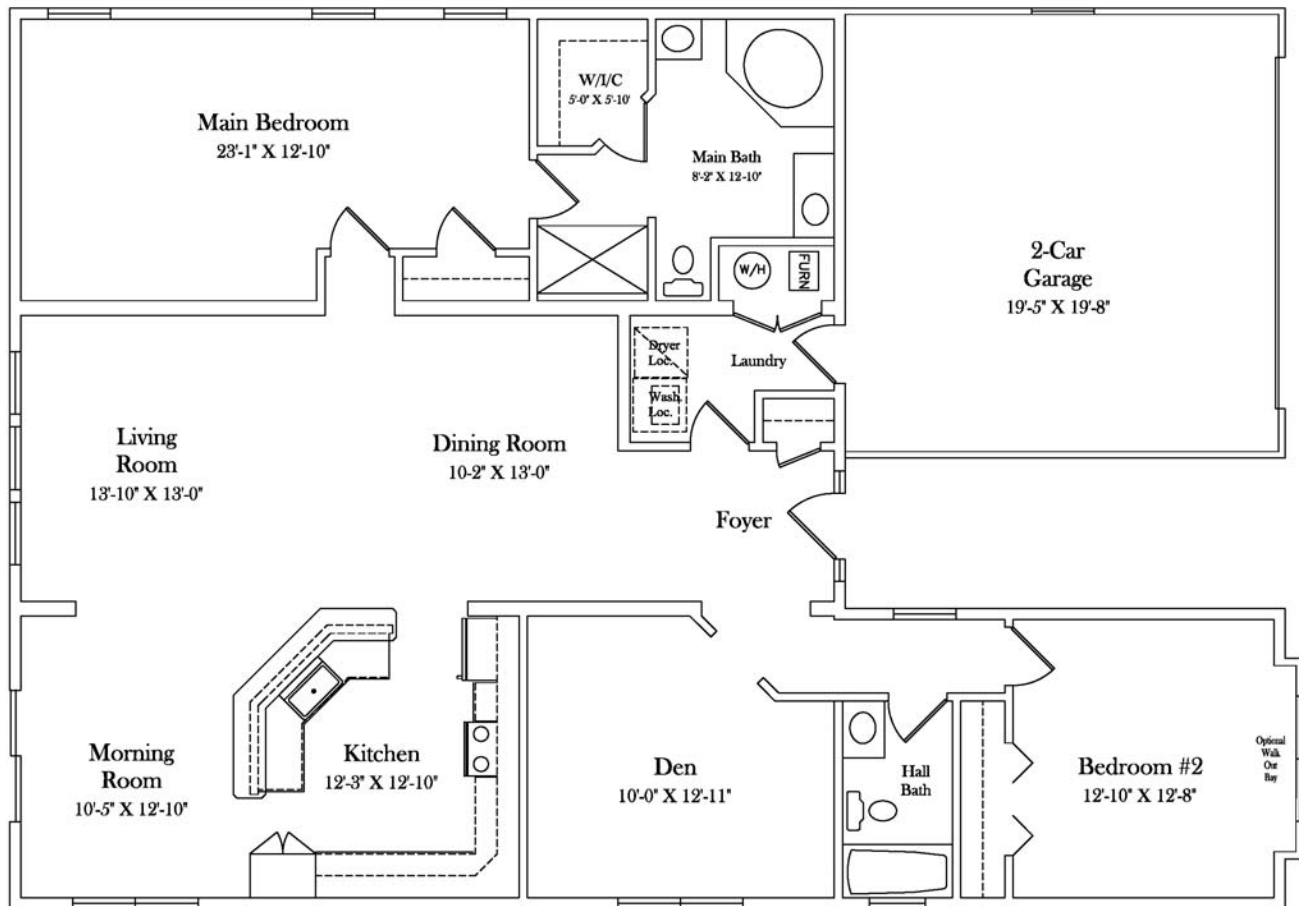 Main Bedroom
23'-1" X 12'-10"
W/I/C
5'-0" X 5'-10'
Main Bath
8'-2" X 12-10"
2-Car
Garage
19'-5" X 19'-8"
W/H
FURN
Dryer
Loc.
Laundry
Wash
Loc.
Living
Room
13'-10" X 13'-0"
Dining Room
10-2" X 13'-0"
Foyer
Morning
Room
10'-5" X 12'-10"
Kitchen
12'-3" X 12'-10"
Den
10'-0" X 12'-11"
Hall
Bath
Bedroom #2
12'-10" X 12'-8"
Optional
Walk
Out
Bay